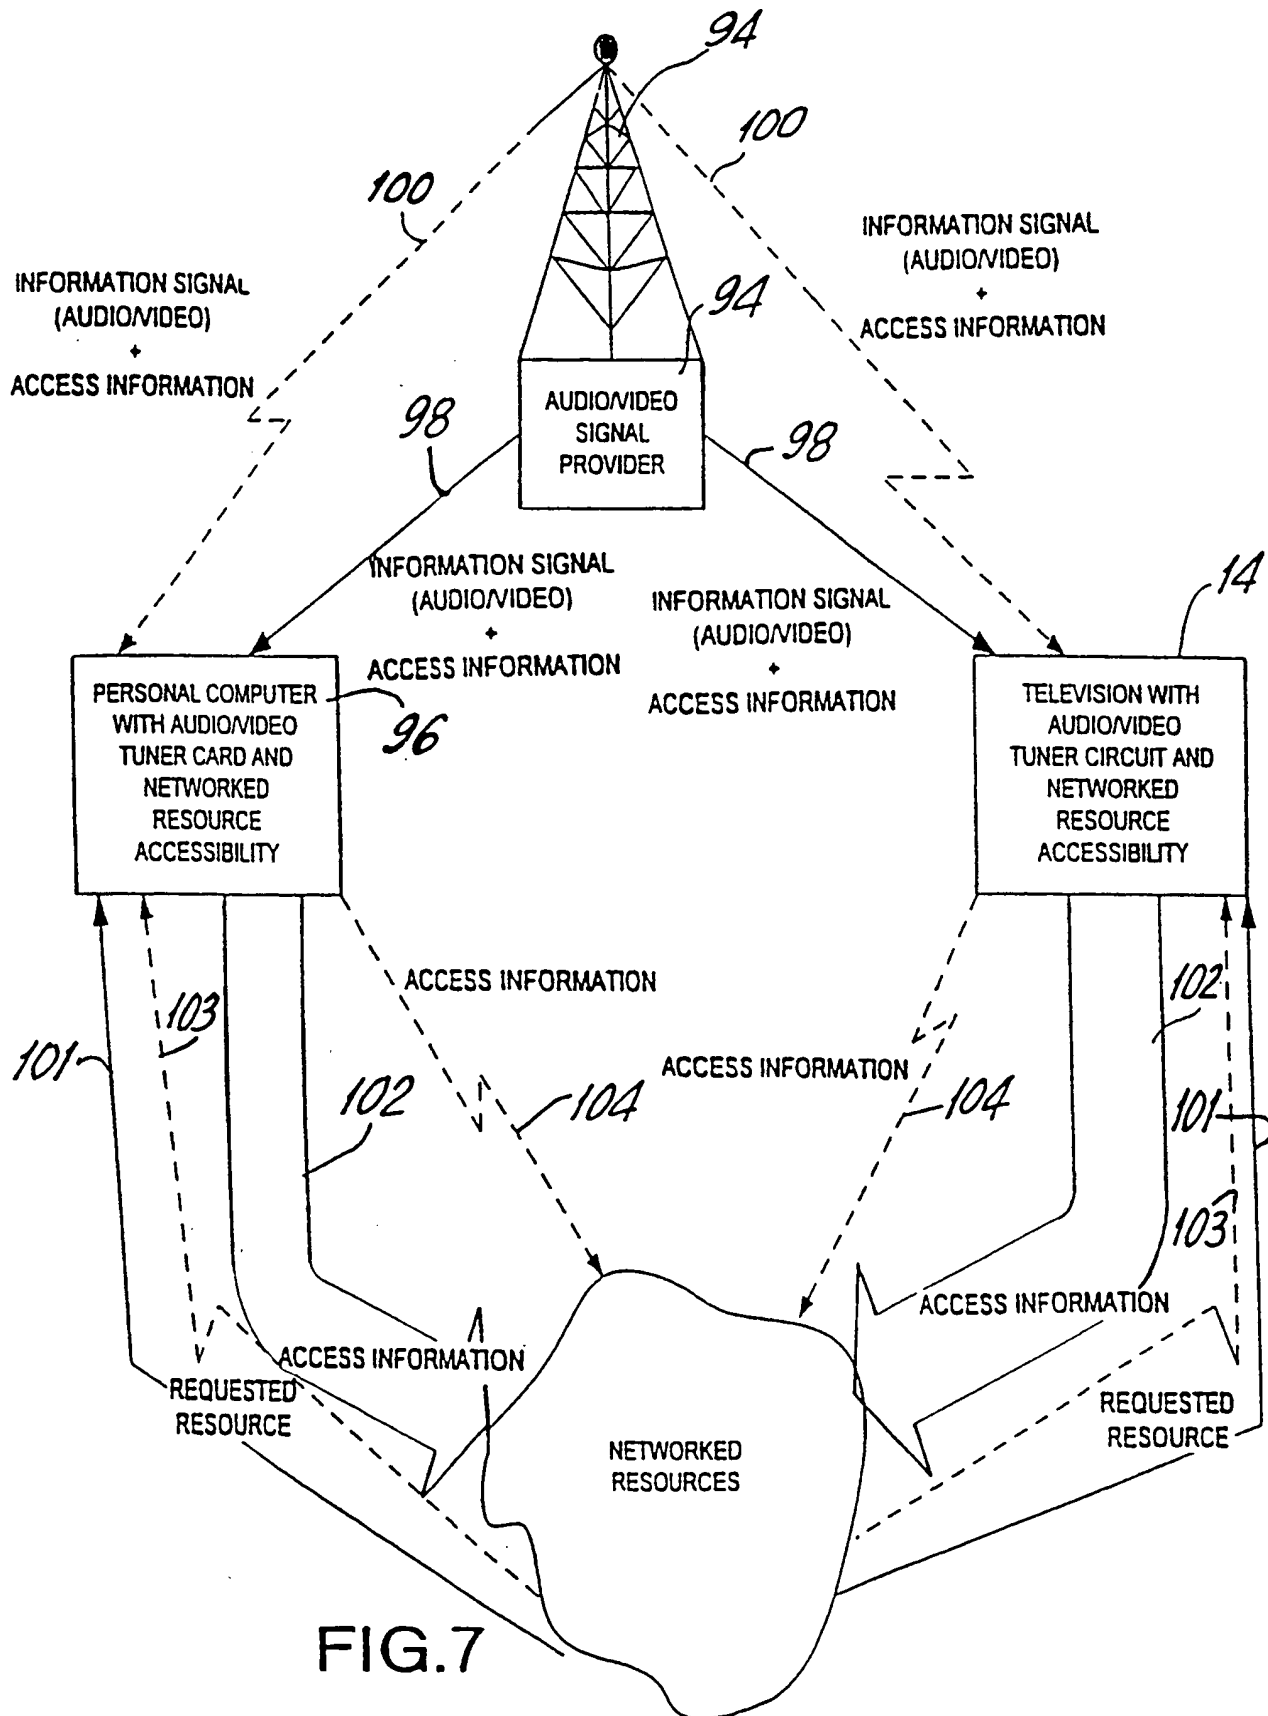 94
100
100
INFORMATION SIGNAL
(AUDIO/VIDEO)
+
ACCESS INFORMATION
INFORMATION SIGNAL
(AUDIO/VIDEO)
+
ACCESS INFORMATION
94
AUDIO/VIDEO
SIGNAL
PROVIDER
98
98
INFORMATION SIGNAL
(AUDIO/VIDEO)
+
ACCESS INFORMATION
INFORMATION SIGNAL
(AUDIO/VIDEO)
+
ACCESS INFORMATION
14
PERSONAL COMPUTER
WITH AUDIO/VIDEO
TUNER CARD AND
NETWORKED
RESOURCE
ACCESSIBILITY
96
TELEVISION WITH
AUDIO/VIDEO
TUNER CIRCUIT AND
NETWORKED
RESOURCE
ACCESSIBILITY
ACCESS INFORMATION
ACCESS INFORMATION
103
101
102
104
104
102
101
103
ACCESS INFORMATION
ACCESS INFORMATION
REQUESTED
RESOURCE
REQUESTED
RESOURCE
NETWORKED
RESOURCES
FIG.7